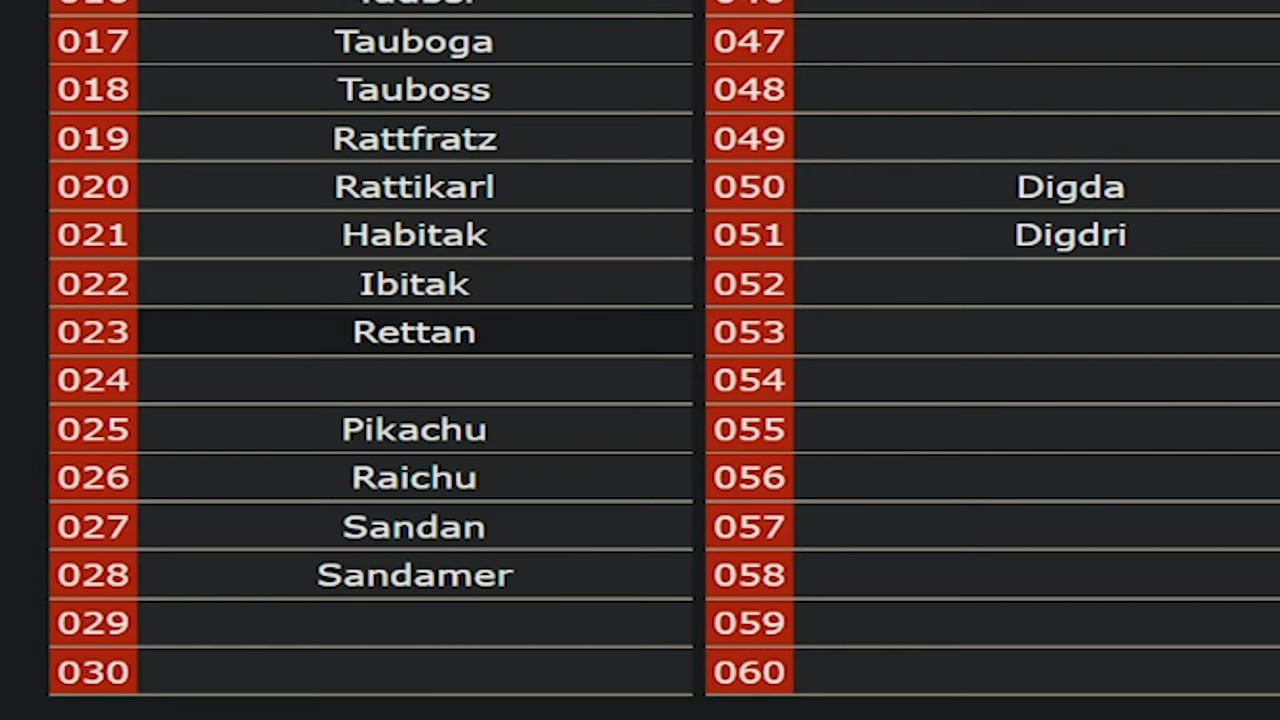 017 Tauboga 047
018 Tauboss 048
019 Rattfratz 049
020 Rattikarl 050 Digda
021 Habitak 051 Digdri
022 Ibitak 052
023 Rettan 053
024 054
025 Pikachu 055
026 Raichu 056
027 Sandan 057
028 Sandamer 058
029 059
030 060